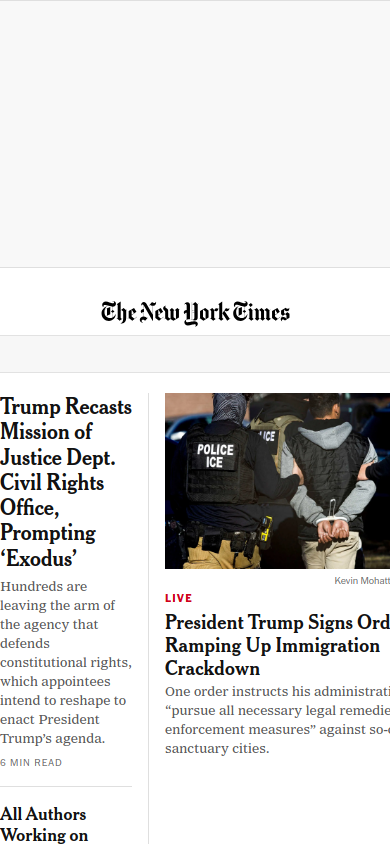 The New York Times
Trump Recasts
Mission of
Justice Dept.
Civil Rights
Office,
Prompting
‘Exodus’
Hundreds are
leaving the arm of
the agency that
defends
constitutional rights,
which appointees
intend to reshape to
enact President
Trump’s agenda.
6 MIN READ
All Authors
Working on
POLICE
ICE
ICE
Kevin Mohatt
LIVE
President Trump Signs Ord
Ramping Up Immigration
Crackdown
One order instructs his administrati
“pursue all necessary legal remedie
enforcement measures” against so-c
sanctuary cities.